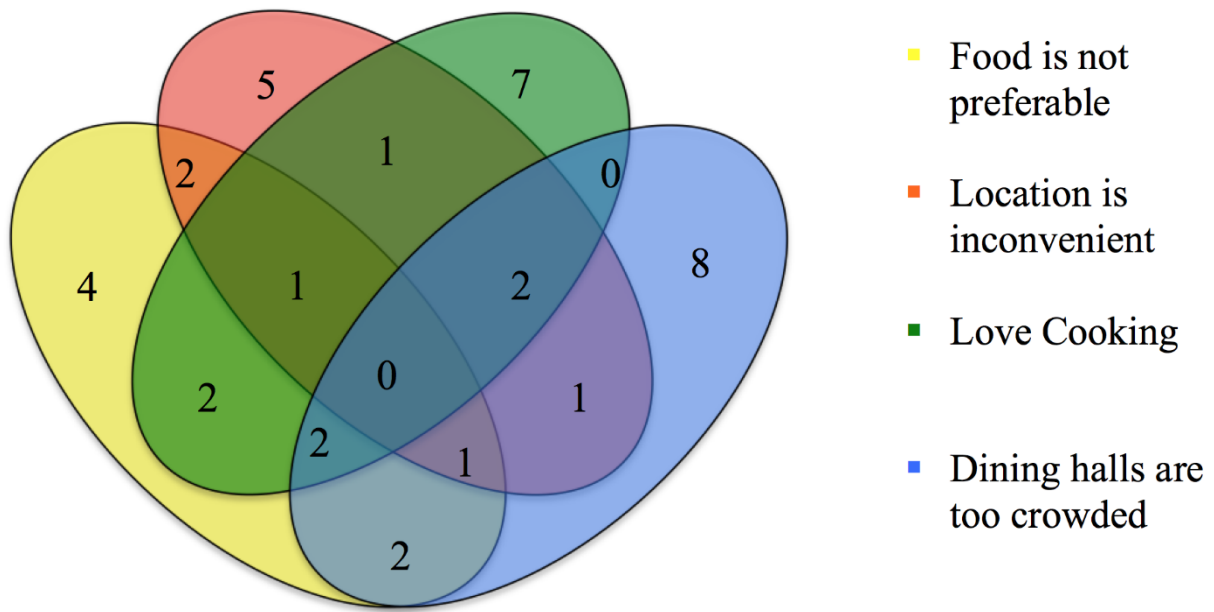 5
7
1
2
0
4
1
2
8
2
0
1
2
1
2
Food is not
preferable
Location is
inconvenient
Love Cooking
Dining halls are
too crowded